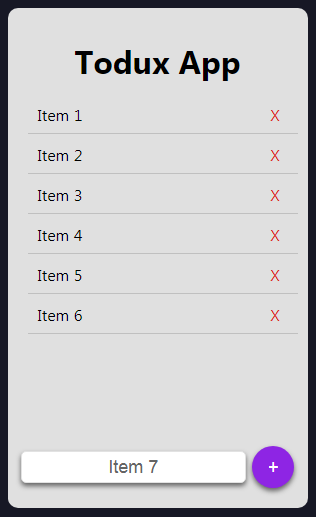 Todux App
Item 1 X
Item 2 X
Item 3 X
Item 4 X
Item 5 X
Item 6 X
Item 7 +